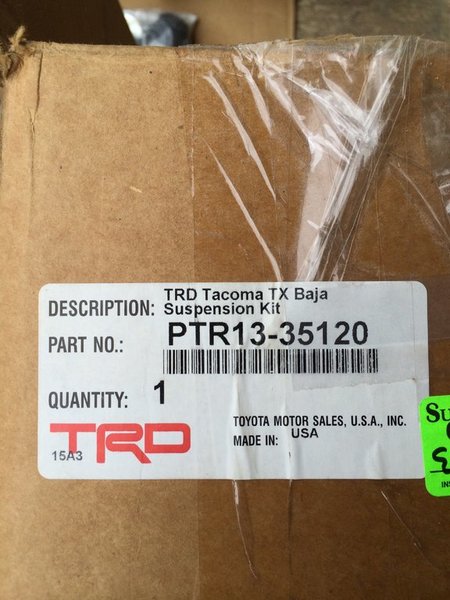 DESCRIPTION: TRD Tacoma TX Baja
Suspension Kit
PART NO.: PTR13-35120
QUANTITY: 1
TRD
15A3
TOYOTA MOTOR SALES, U.S.A., INC.
MADE IN: USA